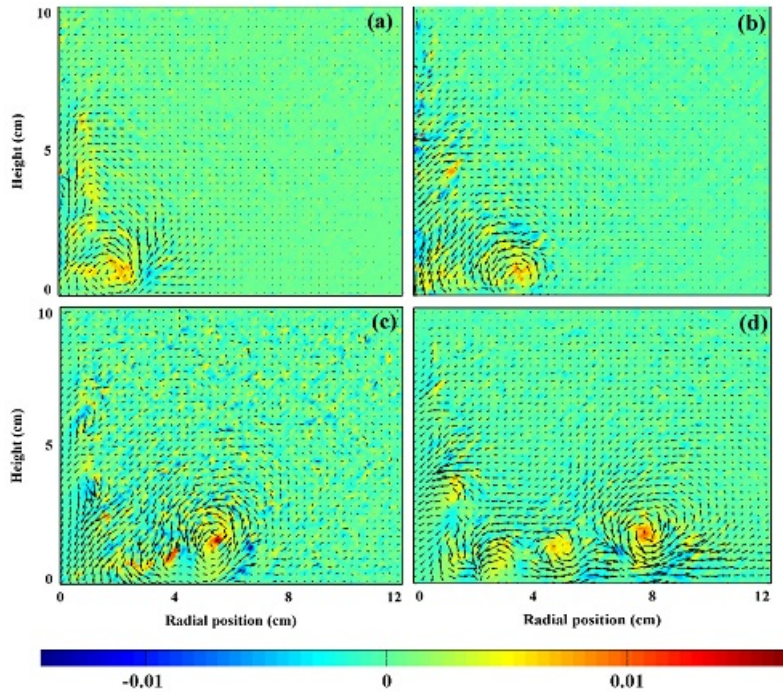 10
(a)
(b)
Height (cm)
5
0
10
(c)
(d)
Height (cm)
5
0
0
4
8
12
0
4
8
12
Radial position (cm)
Radial position (cm)
-0.01
0
0.01